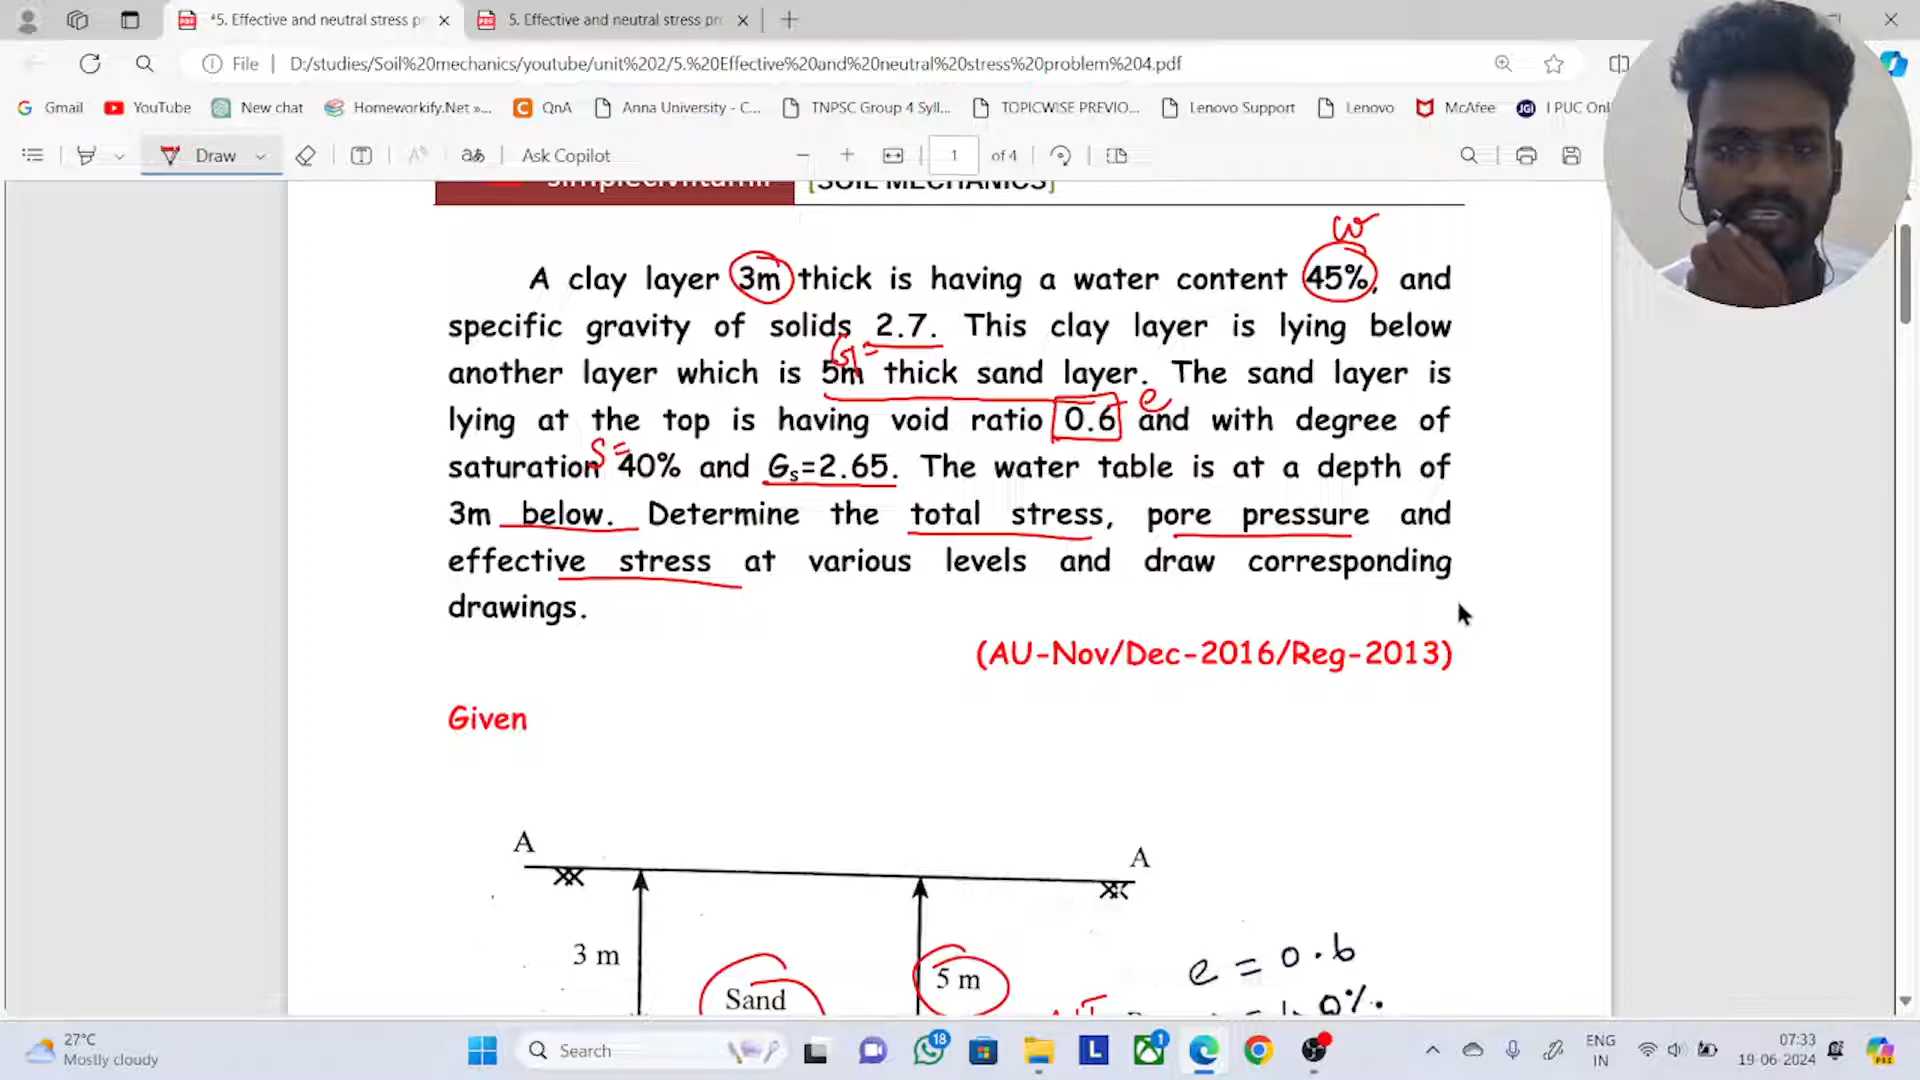 *5. Effective and neutral stress pr
5. Effective and neutral stress pr
File
D:/studies/Soil%20mechanics/youtube/unit%202/5.%20Effective%20and%20neutral%20stress%20problem%204.pdf
Gmail
YouTube
New chat
Homeworkify.Net »...
QnA
Anna University - C...
TNPSC Group 4 Syll...
TOPICWISE PREVIO...
Lenovo Support
Lenovo
McAfee
I PUC Onl
Draw
Ask Copilot
1 of 4
[SOIL MECHANICS]
w
A clay layer 3m thick is having a water content 45%, and
specific gravity of solids 2.7. This clay layer is lying below
G =
another layer which is 5m thick sand layer. The sand layer is
e
lying at the top is having void ratio 0.6 and with degree of
S =
saturation 40% and Gs=2.65. The water table is at a depth of
3m below. Determine the total stress, pore pressure and
effective stress at various levels and draw corresponding
drawings.
(AU-Nov/Dec-2016/Reg-2013)
Given
A
A
3 m
5 m
e = 0.6
Sand
27°C
Mostly cloudy
Search
18
1
ENG
IN
07:33
19-06-2024